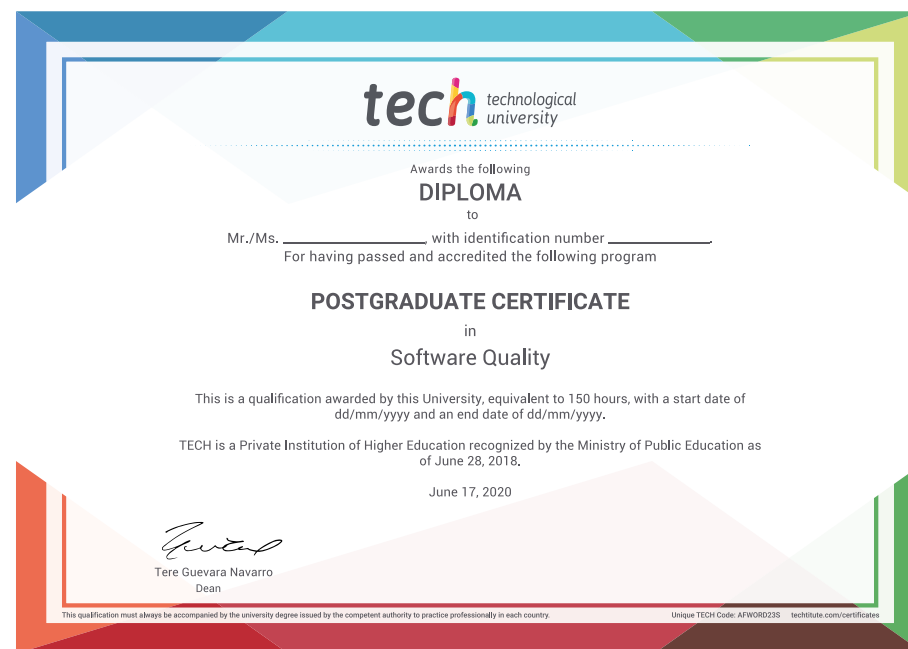 tech technological
university
Awards the following
DIPLOMA
to
Mr./Ms. ____________________, with identification number ______________.
For having passed and accredited the following program
POSTGRADUATE CERTIFICATE
in
Software Quality
This is a qualification awarded by this University, equivalent to 150 hours, with a start date of
dd/mm/yyyy and an end date of dd/mm/yyyy.
TECH is a Private Institution of Higher Education recognized by the Ministry of Public Education as
of June 28, 2018.
June 17, 2020
Tere Guevara Navarro
Dean
This qualification must always be accompanied by the university degree issued by the competent authority to practice professionally in each country. Unique TECH Code: AFWORD23S techtitute.com/certificates